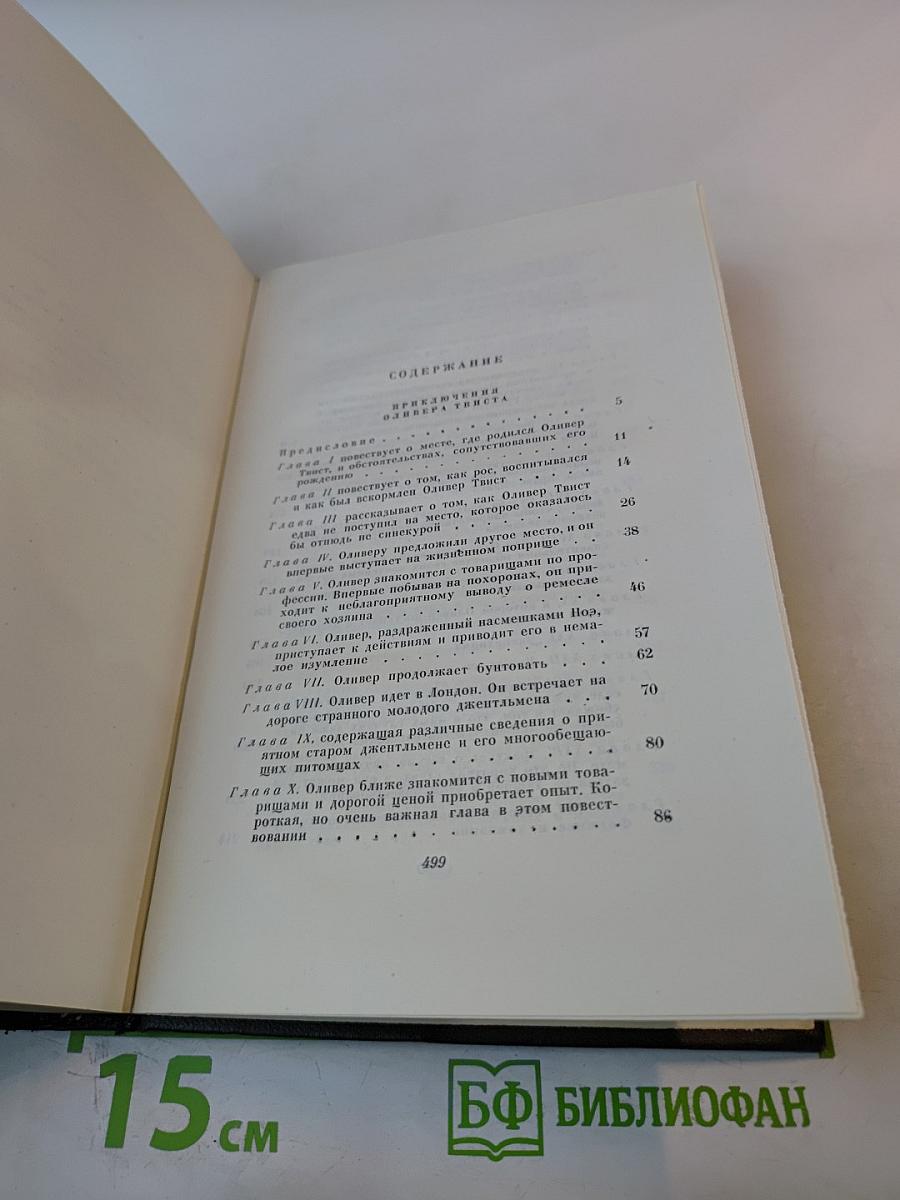 СОДЕРЖАНИЕ
ПРИКЛЮЧЕНИЯ
ОЛИВЕРА ТВИСТА
Предисловие . . . . . . . . . . . . . 5
Глава I повествует о месте, где родился Оливер
Твист, и обстоятельствах, сопутствовавших его
рождению . . . . . . . . . . . . . 11
Глава II повествует о том, как рос, воспитывался
и как был вскормлен Оливер Твист . . . . . 14
Глава III рассказывает о том, как Оливер Твист
едва не поступил на место, которое оказалось
бы отнюдь не синекурой . . . . . . . . 26
Глава IV. Оливеру предложили другое место, и он
впервые выступает на жизненном поприще . . 38
Глава V. Оливер знакомится с товарищами по про-
фессии. Впервые побывав на похоронах, он при-
ходит к неблагоприятному выводу о ремесле
своего хозяина . . . . . . . . . . . . 46
Глава VI. Оливер, раздраженный насмешками Ноэ,
приступает к действиям и приводит его в нема-
лое изумление . . . . . . . . . . . . 57
Глава VII. Оливер продолжает бунтовать . . . 62
Глава VIII. Оливер идет в Лондон. Он встречает на
дороге странного молодого джентльмена . . . 70
Глава IX, содержащая различные сведения о при-
ятном старом джентльмене и его многообещаю-
щих питомцах . . . . . . . . . . . . 80
Глава X. Оливер ближе знакомится с новыми това-
рищами и дорогой ценой приобретает опыт. Ко-
роткая, но очень важная глава в этом повест-
вовании . . . . . . . . . . . . . . 86
499
15 см
БФ БИБЛИОФАН